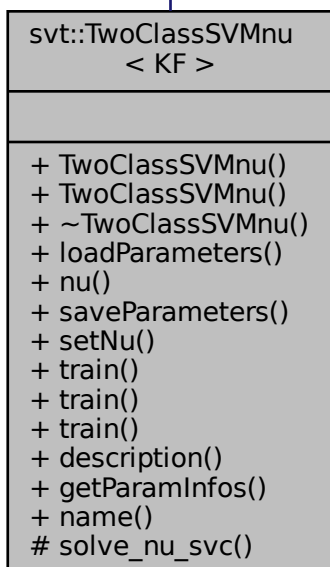 svt::TwoClassSVMnu
< KF >
+ TwoClassSVMnu()
+ TwoClassSVMnu()
+ ~TwoClassSVMnu()
+ loadParameters()
+ nu()
+ saveParameters()
+ setNu()
+ train()
+ train()
+ train()
+ description()
+ getParamInfos()
+ name()
# solve_nu_svc()